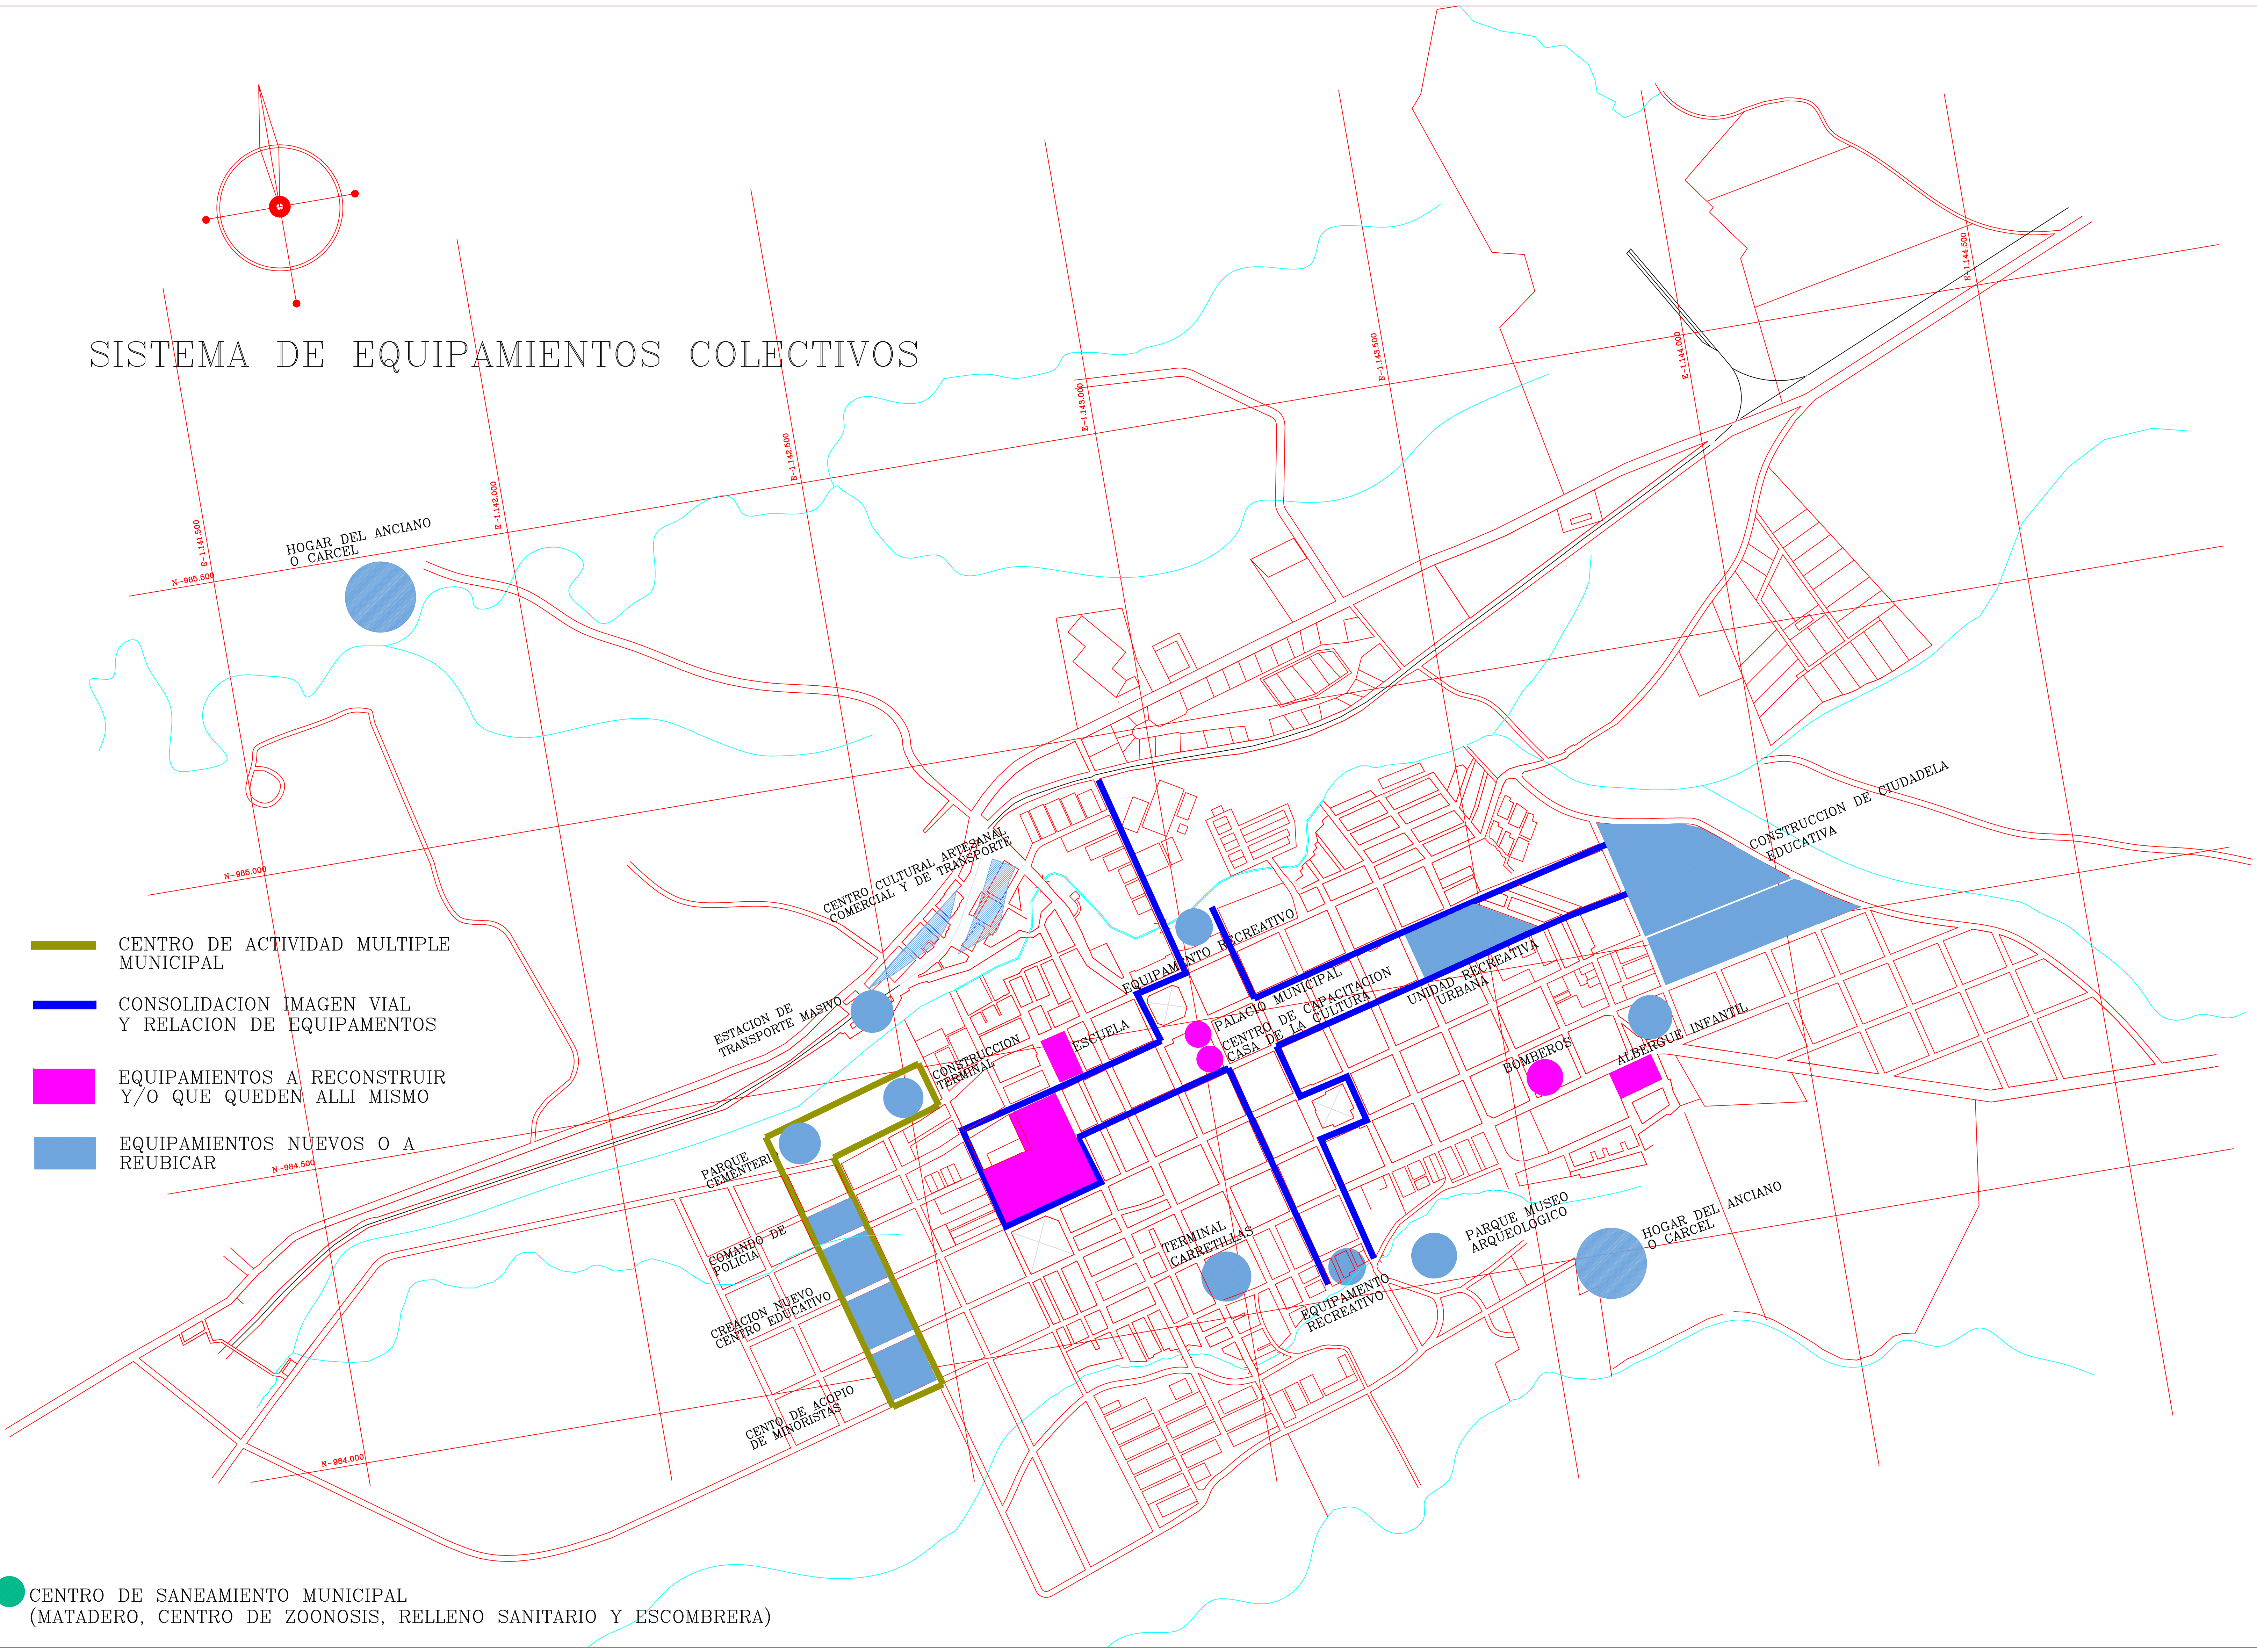 SISTEMA DE EQUIPAMIENTOS COLECTIVOS
E-1.141.500
E-1.142.000
E-1.142.500
E-1.143.000
E-1.143.500
E-1.144.000
E-1.144.500
N-985.500
N-985.000
N-984.500
N-984.000
HOGAR DEL ANCIANO
O CARCEL
CENTRO CULTURAL ARTESANAL
COMERCIAL Y DE TRANSPORTE
ESTACION DE
TRANSPORTE MASIVO
CONSTRUCCION
TERMINAL
ESCUELA
EQUIPAMENTO RECREATIVO
PALACIO MUNICIPAL
CENTRO DE CAPACITACION
CASA DE LA CULTURA
UNIDAD RECREATIVA
URBANA
CONSTRUCCION DE CIUDADELA
EDUCATIVA
BOMBEROS
ALBERGUE INFANTIL
PARQUE
CEMENTERIO
COMANDO DE
POLICIA
CREACION NUEVO
CENTRO EDUCATIVO
CENTO DE ACOPIO
DE MINORISTAS
TERMINAL
CARRETILLAS
EQUIPAMENTO
RECREATIVO
PARQUE MUSEO
ARQUEOLOGICO
HOGAR DEL ANCIANO
O CARCEL
CENTRO DE ACTIVIDAD MULTIPLE
MUNICIPAL
CONSOLIDACION IMAGEN VIAL
Y RELACION DE EQUIPAMENTOS
EQUIPAMIENTOS A RECONSTRUIR
Y/O QUE QUEDEN ALLI MISMO
EQUIPAMIENTOS NUEVOS O A
REUBICAR
CENTRO DE SANEAMIENTO MUNICIPAL
(MATADERO, CENTRO DE ZOONOSIS, RELLENO SANITARIO Y ESCOMBRERA)